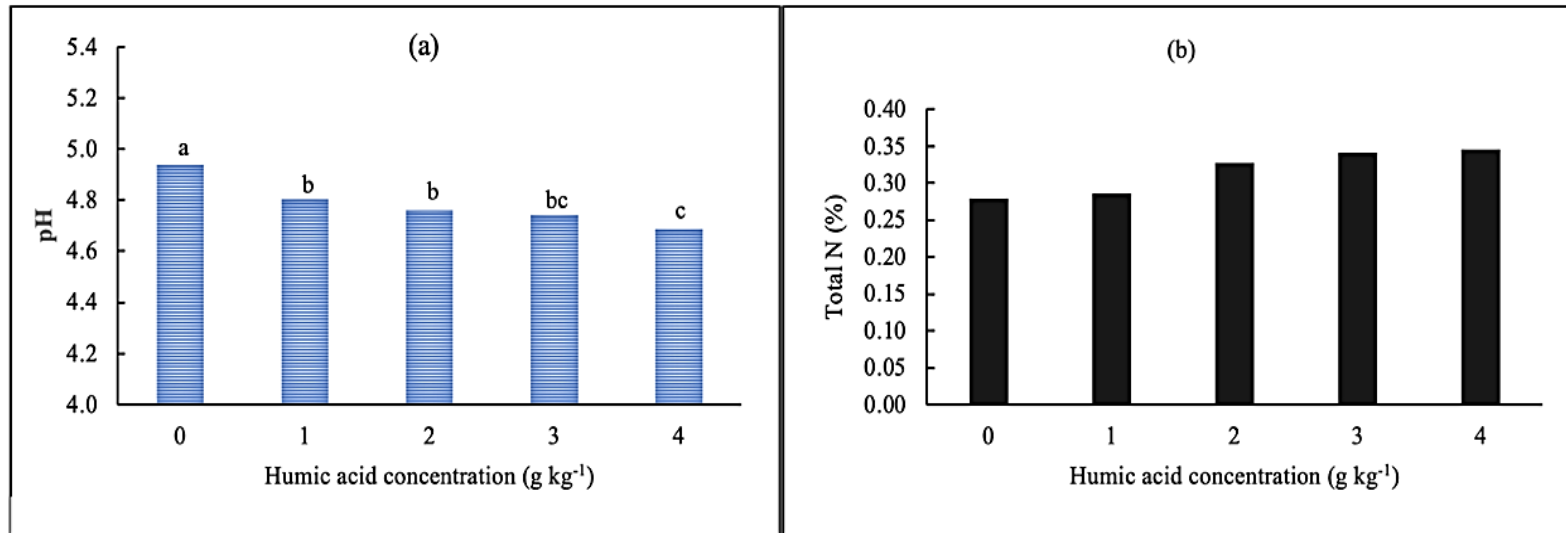 (a)
5.4
5.2
5.0
4.8
4.6
4.4
4.2
4.0
pH
a
b
b
bc
c
0 1 2 3 4
Humic acid concentration (g kg⁻¹)
(b)
0.40
0.35
0.30
0.25
0.20
0.15
0.10
0.05
0.00
Total N (%)
0 1 2 3 4
Humic acid concentration (g kg⁻¹)